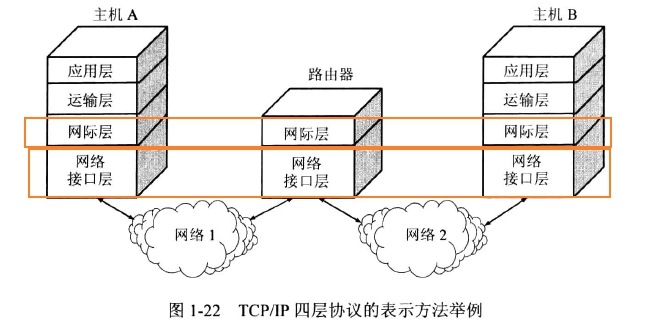 主机 A
主机 B
路由器
应用层
运输层
网际层
网络
接口层
网际层
网络
接口层
应用层
运输层
网际层
网络
接口层
网络 1
网络 2
图 1-22 TCP/IP 四层协议的表示方法举例